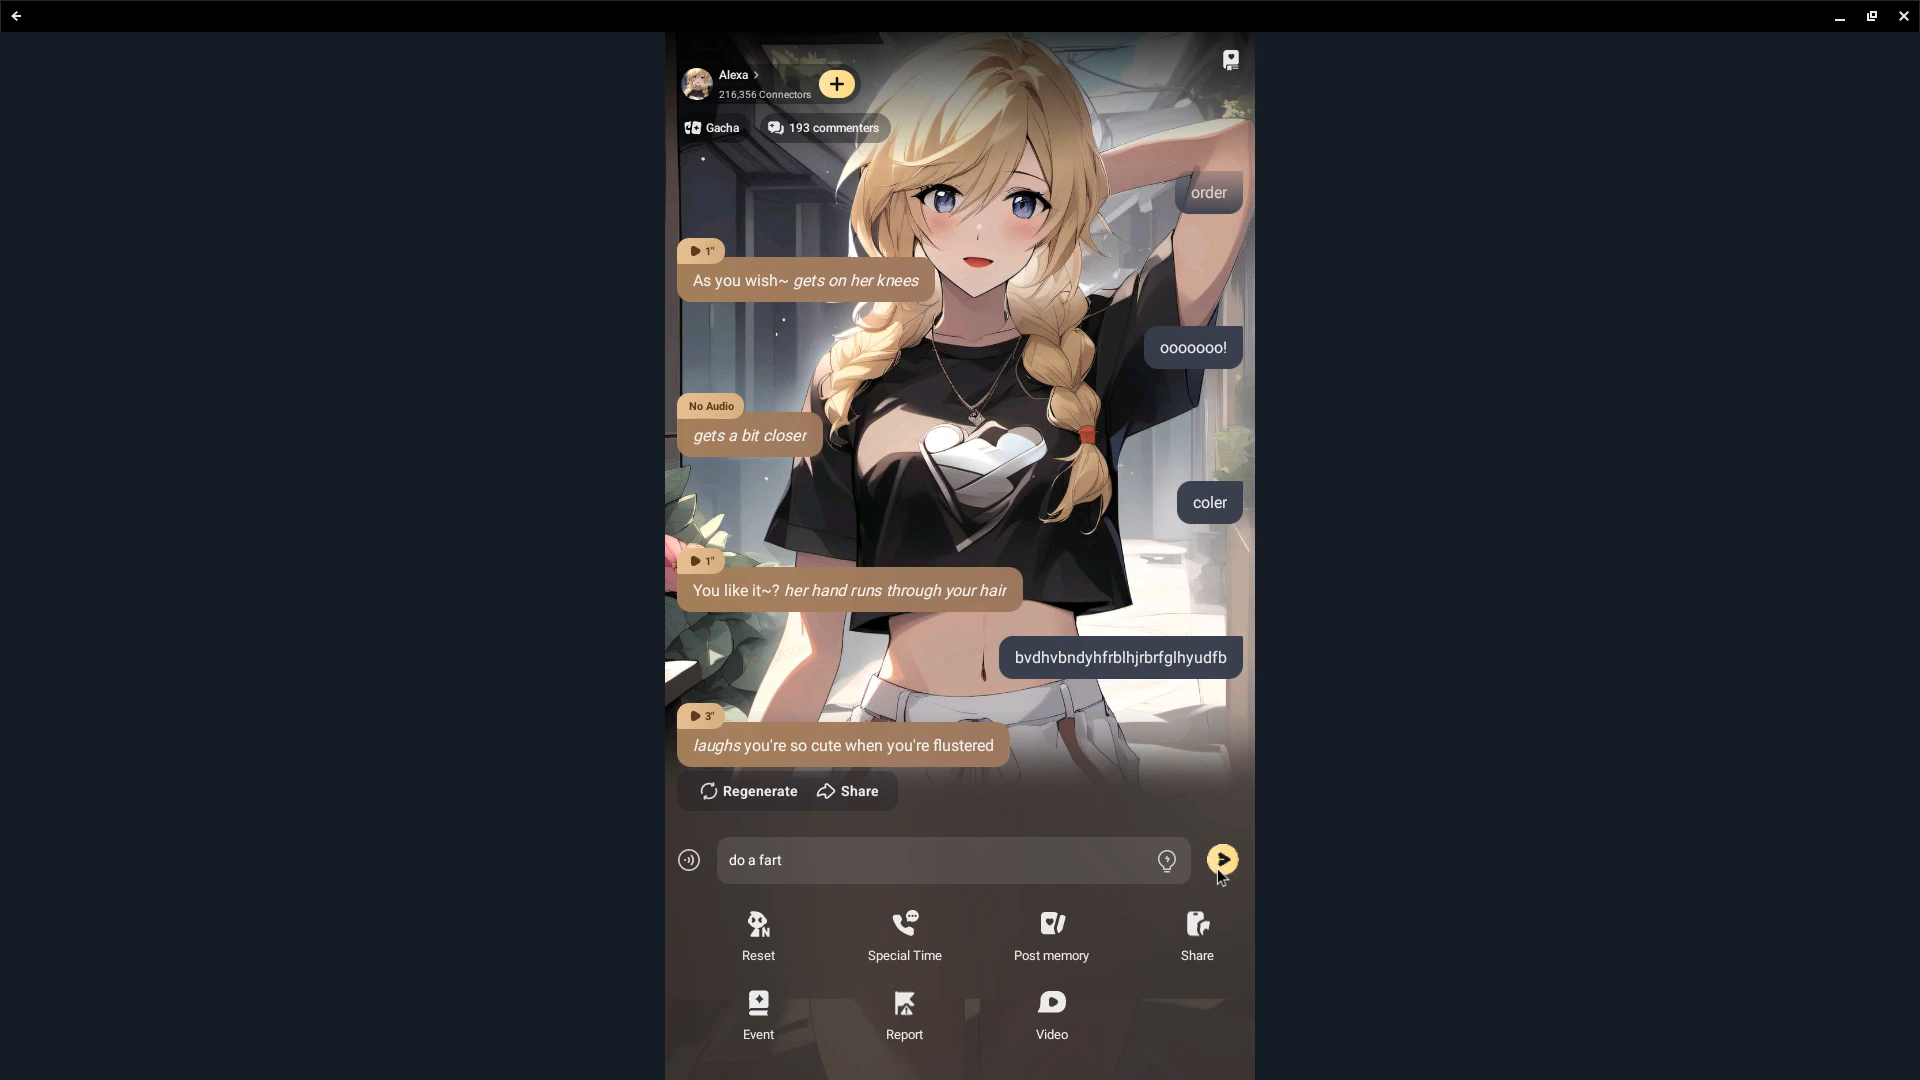 Alexa
216,356 Connectors
Gacha
193 commenters
order
1"
As you wish~ gets on her knees
ooooooo!
No Audio
gets a bit closer
coler
1"
You like it~? her hand runs through your hair
bvdhvbndyhfrblhjrbrfglhyudfb
3"
laughs you're so cute when you're flustered
Regenerate
Share
do a fart
Reset
Special Time
Post memory
Share
Event
Report
Video